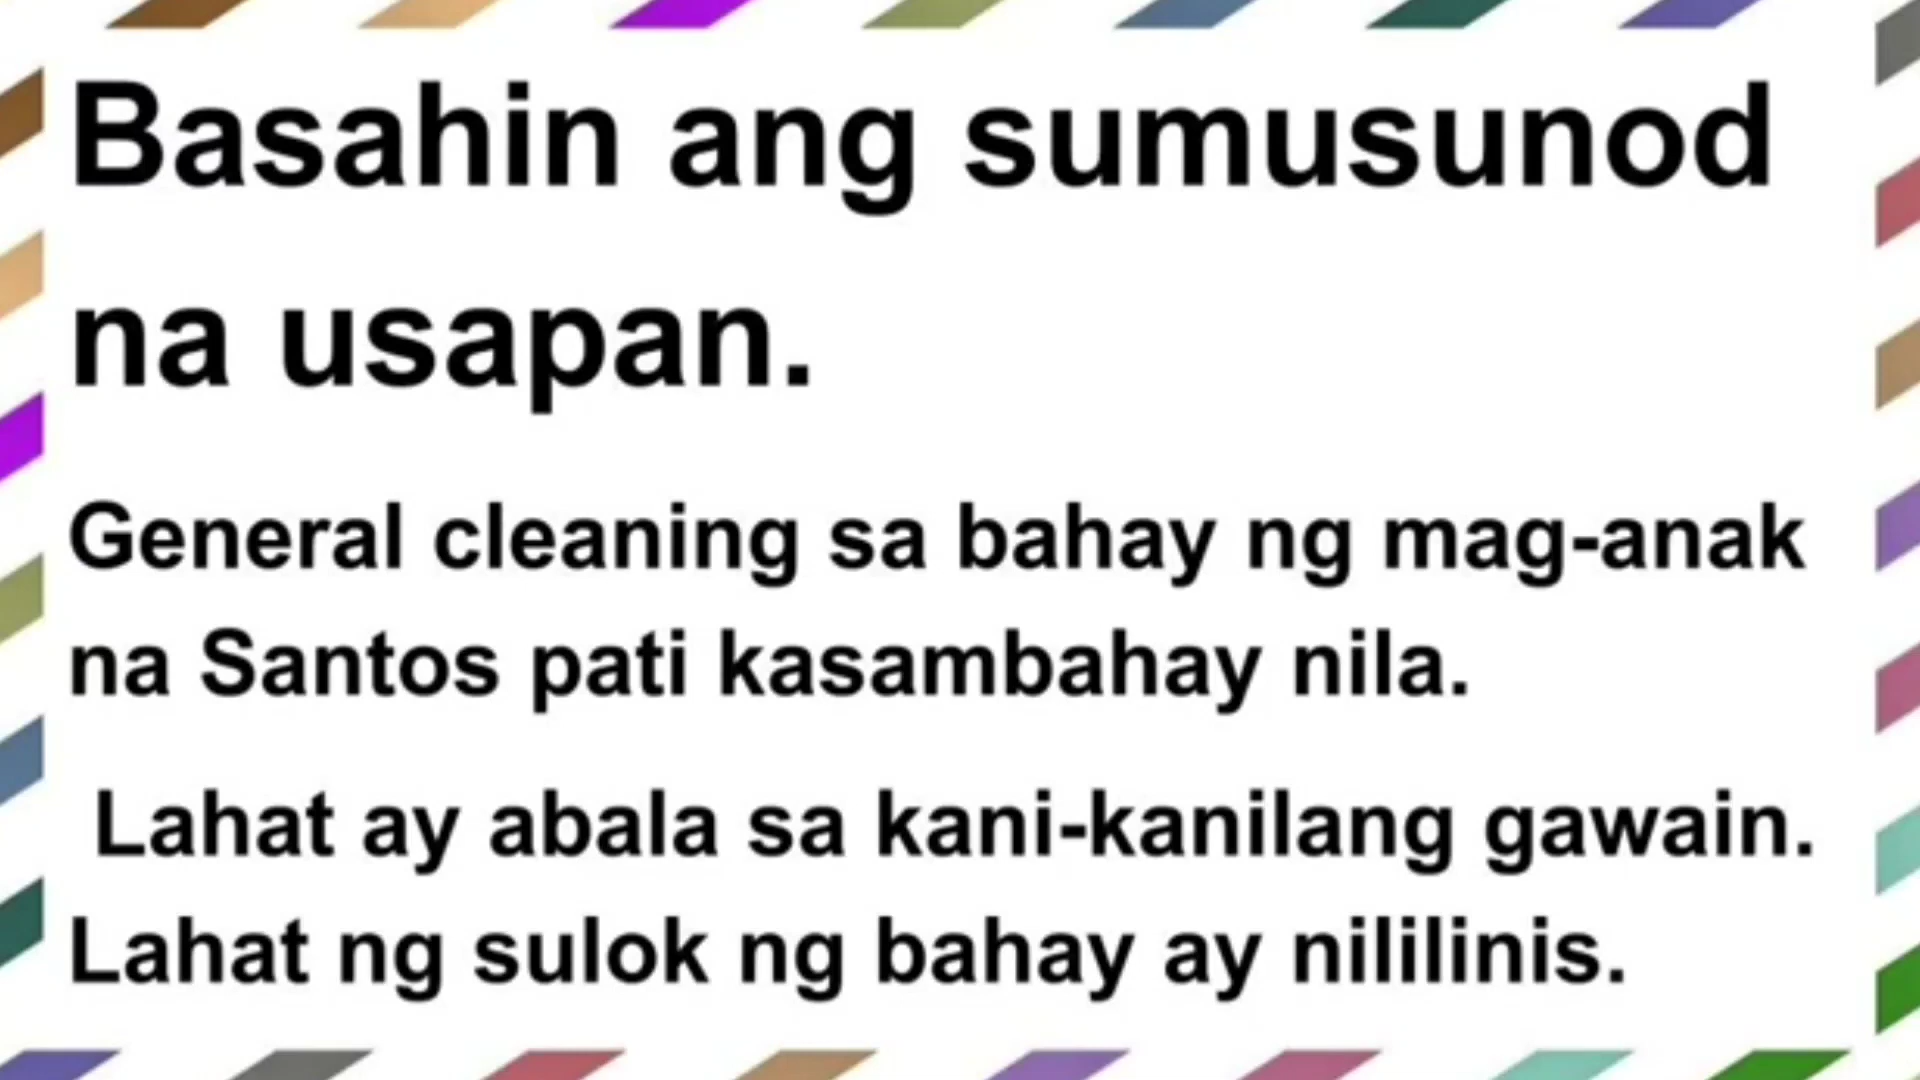 Basahin ang sumusunod
na usapan.
General cleaning sa bahay ng mag-anak
na Santos pati kasambahay nila.
Lahat ay abala sa kani-kanilang gawain.
Lahat ng sulok ng bahay ay nililinis.